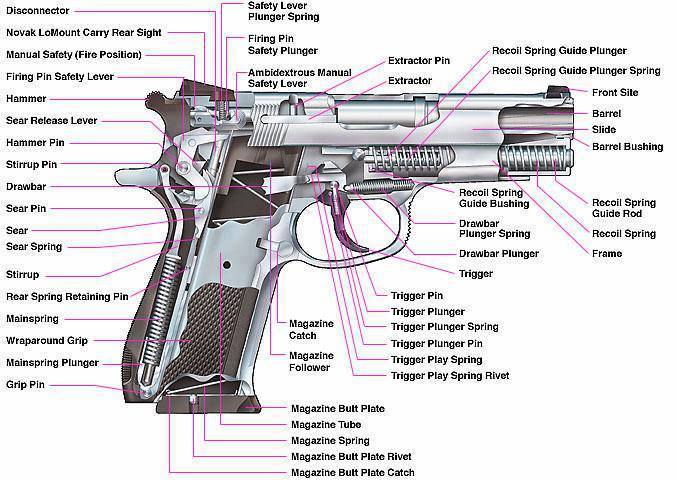 Disconnector
Novak LoMount Carry Rear Sight
Manual Safety (Fire Position)
Firing Pin Safety Lever
Hammer
Sear Release Lever
Hammer Pin
Stirrup Pin
Drawbar
Sear Pin
Sear
Sear Spring
Stirrup
Rear Spring Retaining Pin
Mainspring
Wraparound Grip
Mainspring Plunger
Grip Pin
Safety Lever
Plunger Spring
Firing Pin
Safety Plunger
Ambidextrous Manual
Safety Lever
Extractor Pin
Extractor
Recoil Spring Guide Plunger
Recoil Spring Guide Plunger Spring
Front Site
Barrel
Slide
Barrel Bushing
Recoil Spring
Guide Rod
Recoil Spring
Frame
Recoil Spring
Guide Bushing
Drawbar
Plunger Spring
Drawbar Plunger
Trigger
Trigger Pin
Trigger Plunger
Trigger Plunger Spring
Trigger Plunger Pin
Trigger Play Spring
Trigger Play Spring Rivet
Magazine
Catch
Magazine
Follower
Magazine Butt Plate
Magazine Tube
Magazine Spring
Magazine Butt Plate Rivet
Magazine Butt Plate Catch